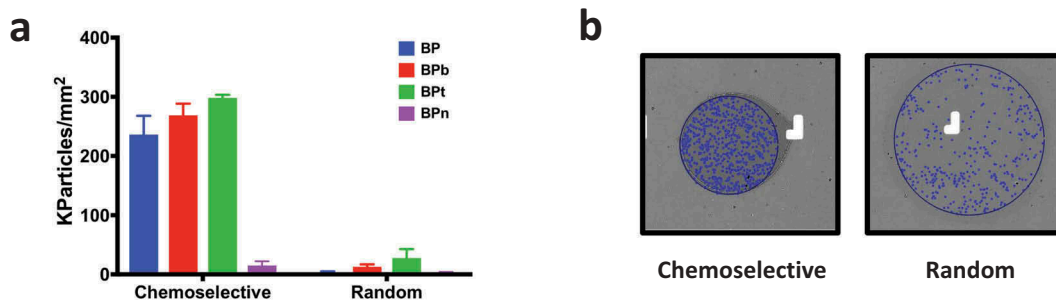 a
400
300
200
100
0
KParticles/mm²
BP
BPb
BPt
BPn
Chemoselective
Random
b
Chemoselective
Random